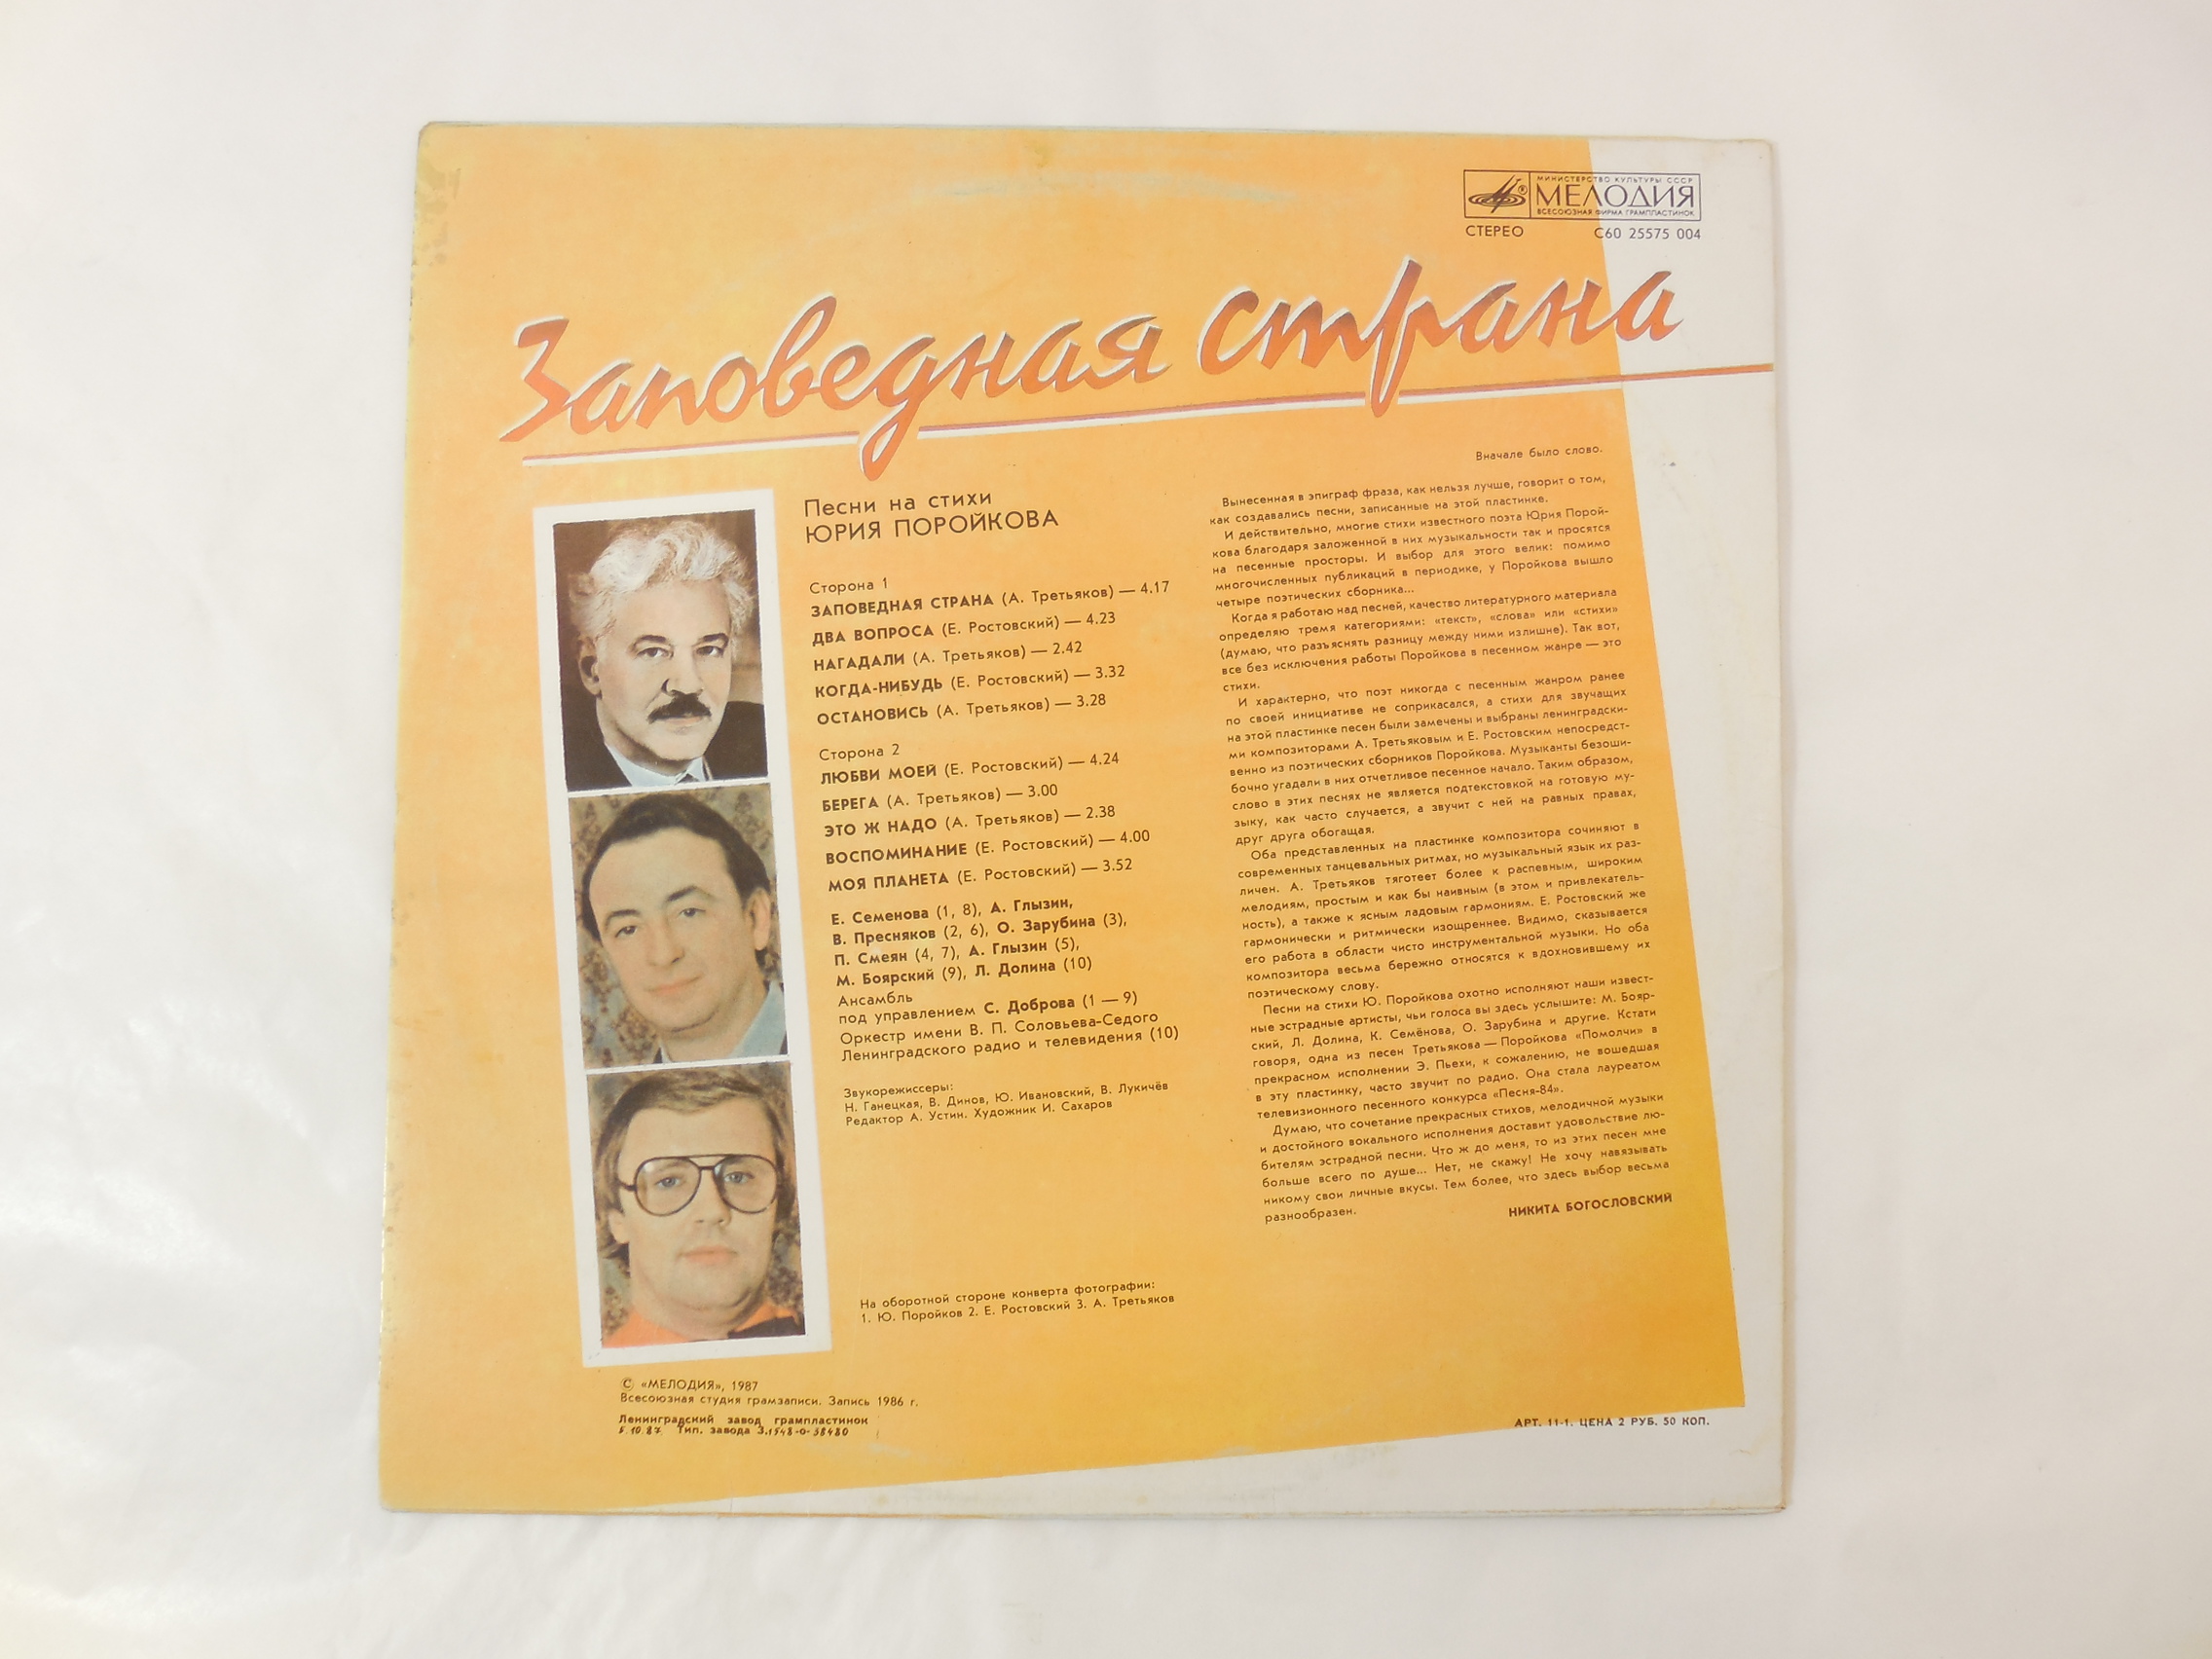 МИНИСТЕРСТВО КУЛЬТУРЫ СССР
МЕЛОДИЯ
ВСЕСОЮЗНАЯ ФИРМА ГРАМПЛАСТИНОК
СТЕРЕО С60 25575 004
Заповедная страна
Песни на стихи
ЮРИЯ ПОРОЙКОВА
Сторона 1
ЗАПОВЕДНАЯ СТРАНА (А. Третьяков) — 4.17
ДВА ВОПРОСА (Е. Ростовский) — 4.23
НАГАДАЛИ (А. Третьяков) — 2.42
КОГДА-НИБУДЬ (Е. Ростовский) — 3.32
ОСТАНОВИСЬ (А. Третьяков) — 3.28
Сторона 2
ЛЮБВИ МОЕЙ (Е. Ростовский) — 4.24
БЕРЕГА (А. Третьяков) — 3.00
ЭТО Ж НАДО (А. Третьяков) — 2.38
ВОСПОМИНАНИЕ (Е. Ростовский) — 4.00
МОЯ ПЛАНЕТА (Е. Ростовский) — 3.52
Е. Семенова (1, 8), А. Глызин,
В. Пресняков (2, 6), О. Зарубина (3),
П. Смеян (4, 7), А. Глызин (5),
М. Боярский (9), Л. Долина (10)
Ансамбль
под управлением С. Доброва (1 — 9)
Оркестр имени В. П. Соловьева-Седого
Ленинградского радио и телевидения (10)
Звукорежиссеры:
Н. Ганецкая, В. Динов, Ю. Ивановский, В. Лукичёв
Редактор А. Устин. Художник И. Сахаров
На оборотной стороне конверта фотографии:
1. Ю. Поройков 2. Е. Ростовский 3. А. Третьяков
Вначале было слово.
Вынесенная в эпиграф фраза, как нельзя лучше, говорит о том,
как создавались песни, записанные на этой пластинке.
И действительно, многие стихи известного поэта Юрия Порой-
кова благодаря заложенной в них музыкальности так и просятся
на песенные просторы. И выбор для этого велик: помимо
многочисленных публикаций в периодике, у Поройкова вышло
четыре поэтических сборника...
Когда я работаю над песней, качество литературного материала
определяю тремя категориями: «текст», «слова» или «стихи»
(думаю, что разъяснять разницу между ними излишне). Так вот,
все без исключения работы Поройкова в песенном жанре — это
стихи.
И характерно, что поэт никогда с песенным жанром ранее
по своей инициативе не соприкасался, а стихи для звучащих
на этой пластинке песен были замечены и выбраны ленинградски-
ми композиторами А. Третьяковым и Е. Ростовским непосредст-
венно из поэтических сборников Поройкова. Музыканты безоши-
бочно угадали в них отчетливое песенное начало. Таким образом,
слово в этих песнях не является подтекстовкой на готовую му-
зыку, как часто случается, а звучит с ней на равных правах,
друг друга обогащая.
Оба представленных на пластинке композитора сочиняют в
современных танцевальных ритмах, но музыкальный язык их раз-
личен. А. Третьяков тяготеет более к распевным, широким
мелодиям, простым и как бы наивным (в этом и привлекатель-
ность), а также к ясным ладовым гармониям. Е. Ростовский же
гармонически и ритмически изощреннее. Видимо, сказывается
его работа в области чисто инструментальной музыки. Но оба
композитора весьма бережно относятся к вдохновившему их
поэтическому слову.
Песни на стихи Ю. Поройкова охотно исполняют наши извест-
ные эстрадные артисты, чьи голоса вы здесь услышите: М. Бояр-
ский, Л. Долина, К. Семёнова, О. Зарубина и другие. Кстати
говоря, одна из песен Третьякова — Поройкова «Помолчи» в
прекрасном исполнении Э. Пьехи, к сожалению, не вошедшая
в эту пластинку, часто звучит по радио. Она стала лауреатом
телевизионного песенного конкурса «Песня-84».
Думаю, что сочетание прекрасных стихов, мелодичной музыки
и достойного вокального исполнения доставит удовольствие лю-
бителям эстрадной песни. Что ж до меня, то из этих песен мне
больше всего по душе... Нет, не скажу! Не хочу навязывать
никому свои личные вкусы. Тем более, что здесь выбор весьма
разнообразен.
НИКИТА БОГОСЛОВСКИЙ
© «МЕЛОДИЯ», 1987
Всесоюзная студия грамзаписи. Запись 1986 г.
Ленинградский завод грампластинок
5.10.87. Тип. завода З.1548-0-38480
АРТ. 11-1. ЦЕНА 2 РУБ. 50 КОП.